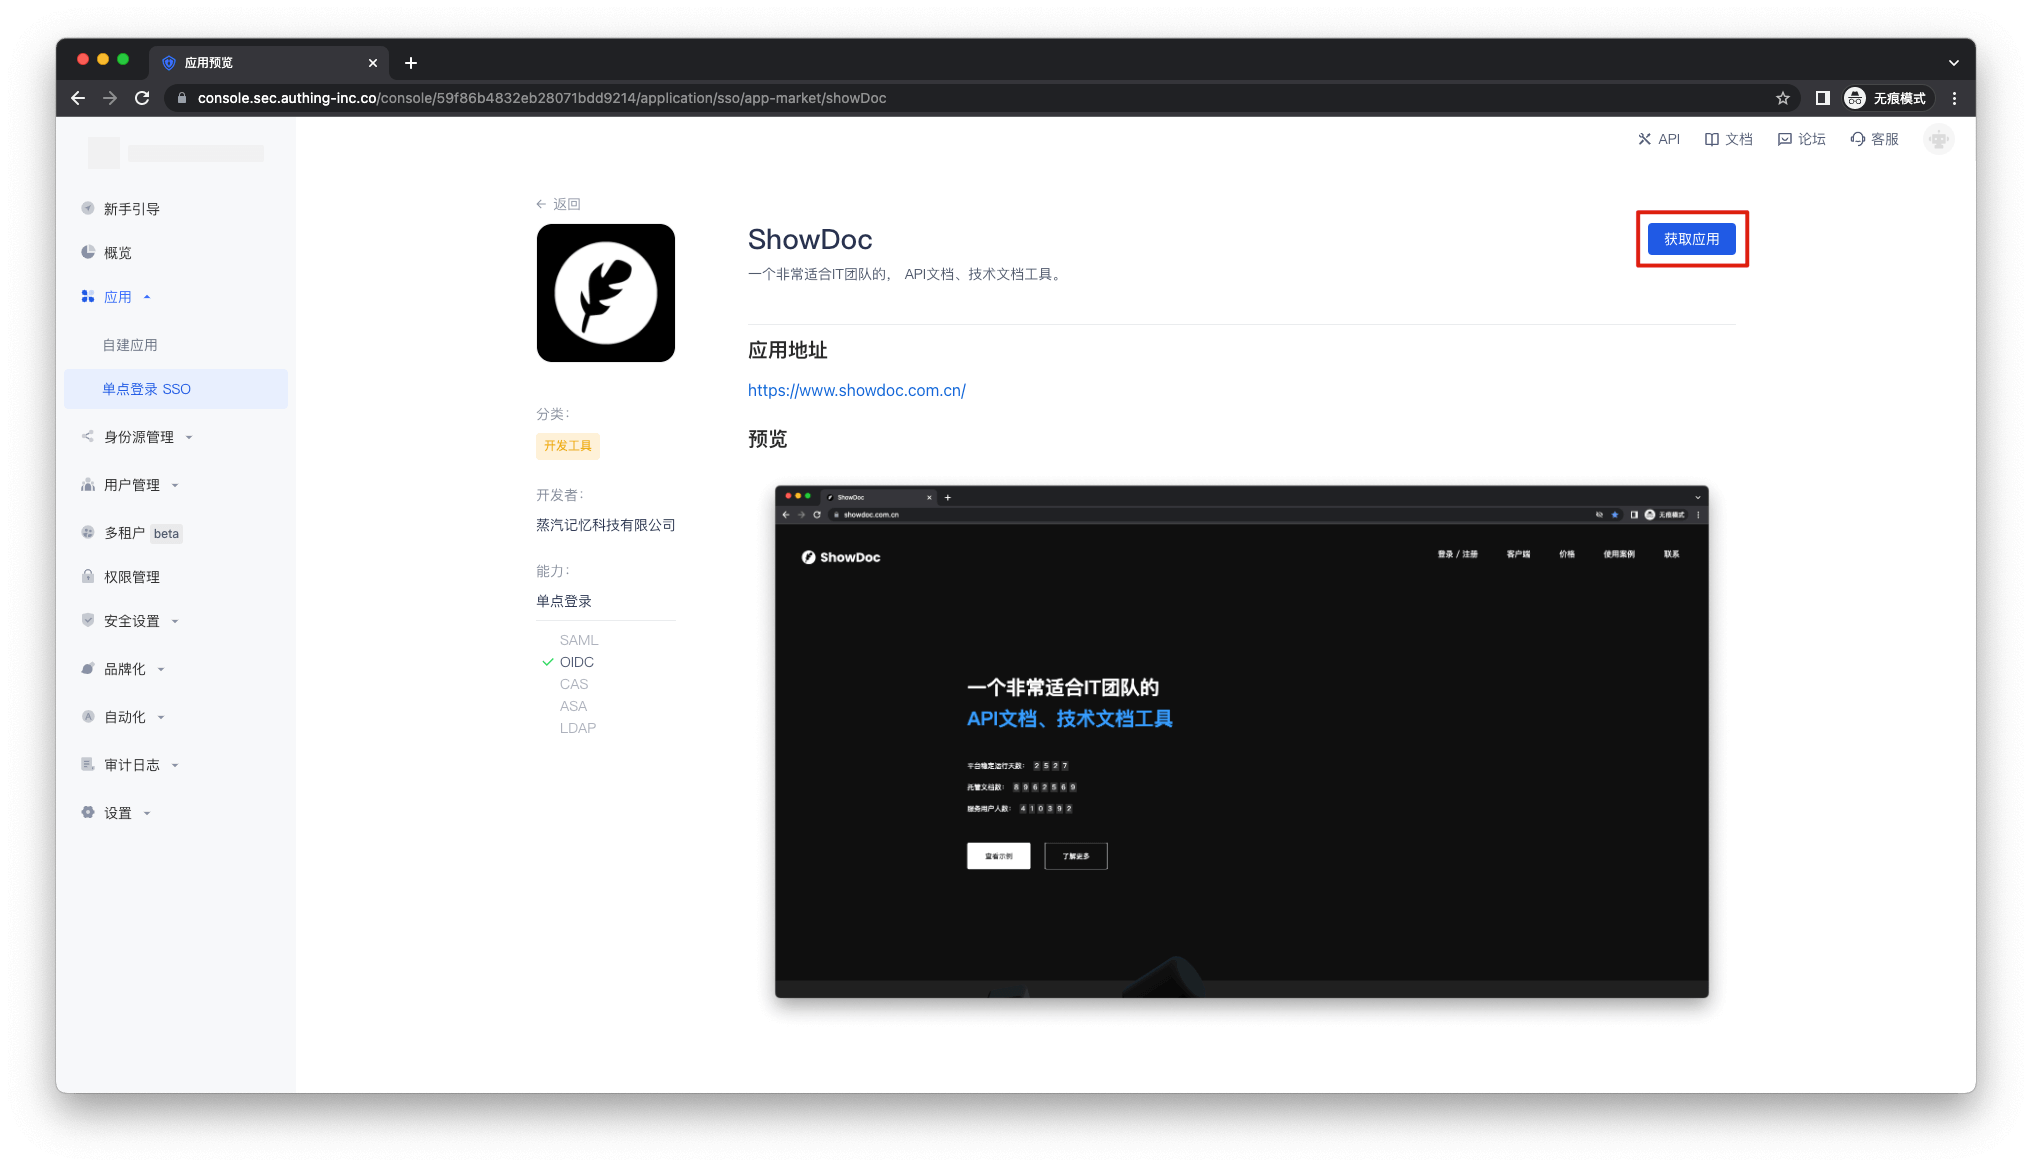 应用预览
console.sec.authing-inc.co/console/59f86b4832eb28071bdd9214/application/sso/app-market/showDoc
无痕模式
API
文档
论坛
客服
新手引导
概览
应用
自建应用
单点登录 SSO
身份源管理
用户管理
多租户 beta
权限管理
安全设置
品牌化
自动化
审计日志
设置
返回
分类：
开发工具
开发者：
蒸汽记忆科技有限公司
能力：
单点登录
SAML
OIDC
CAS
ASA
LDAP
ShowDoc
获取应用
一个非常适合IT团队的， API文档、技术文档工具。
应用地址
https://www.showdoc.com.cn/
预览
ShowDoc
showdoc.com.cn
无痕模式
ShowDoc
登录 / 注册
客户端
价格
使用案例
联系
一个非常适合IT团队的
API文档、技术文档工具
平台稳定运行天数： 2 5 2 7
托管文档数： 8 9 6 2 5 6 9
服务用户人数： 4 1 0 3 9 2
查看示例
了解更多